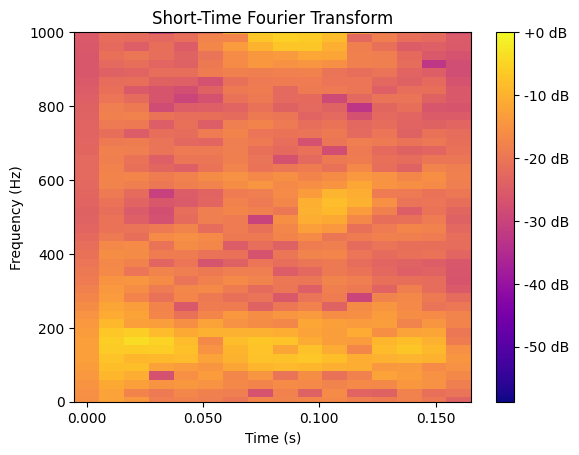 Short-Time Fourier Transform
1000
800
600
400
200
0
Frequency (Hz)
0.000
0.050
0.100
0.150
Time (s)
+0 dB
-10 dB
-20 dB
-30 dB
-40 dB
-50 dB